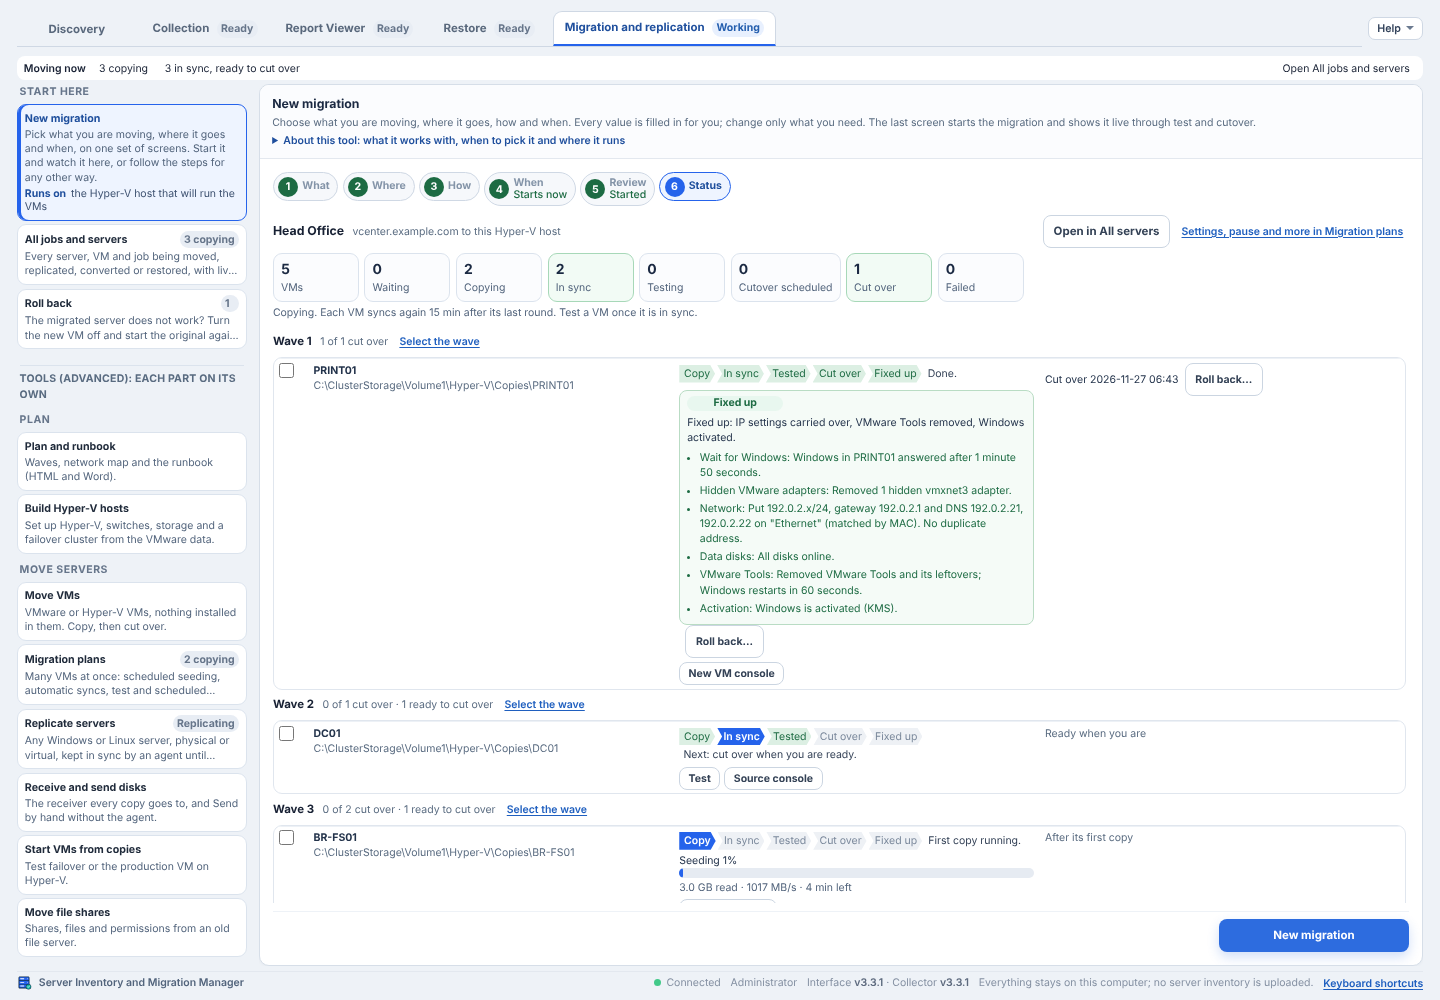 Discovery
Collection Ready
Report Viewer Ready
Restore Ready
Migration and replication Working
Help
Moving now 3 copying 3 in sync, ready to cut over
Open All jobs and servers
START HERE
New migration
Pick what you are moving, where it goes
and when, on one set of screens. Start it
and watch it here, or follow the steps for
any other way.
Runs on the Hyper-V host that will run the
VMs
All jobs and servers 3 copying
Every server, VM and job being moved,
replicated, converted or restored, with liv...
Roll back 1
The migrated server does not work? Turn
the new VM off and start the original agai...
TOOLS (ADVANCED): EACH PART ON ITS
OWN
PLAN
Plan and runbook
Waves, network map and the runbook
(HTML and Word).
Build Hyper-V hosts
Set up Hyper-V, switches, storage and a
failover cluster from the VMware data.
MOVE SERVERS
Move VMs
VMware or Hyper-V VMs, nothing installed
in them. Copy, then cut over.
Migration plans 2 copying
Many VMs at once: scheduled seeding,
automatic syncs, test and scheduled...
Replicate servers Replicating
Any Windows or Linux server, physical or
virtual, kept in sync by an agent until...
Receive and send disks
The receiver every copy goes to, and Send
by hand without the agent.
Start VMs from copies
Test failover or the production VM on
Hyper-V.
Move file shares
Shares, files and permissions from an old
file server.
New migration
Choose what you are moving, where it goes, how and when. Every value is filled in for you; change only what you need. The last screen starts the migration and shows it live through test and cutover.
About this tool: what it works with, when to pick it and where it runs
1 What
2 Where
3 How
4 When
Starts now
5 Review
Started
6 Status
Head Office vcenter.example.com to this Hyper-V host
Open in All servers
Settings, pause and more in Migration plans
5 VMs
0 Waiting
2 Copying
2 In sync
0 Testing
0 Cutover scheduled
1 Cut over
0 Failed
Copying. Each VM syncs again 15 min after its last round. Test a VM once it is in sync.
Wave 1 1 of 1 cut over Select the wave
PRINT01
C:\ClusterStorage\Volume1\Hyper-V\Copies\PRINT01
Copy In sync Tested Cut over Fixed up Done.
Cut over 2026-11-27 06:43 Roll back...
Fixed up
Fixed up: IP settings carried over, VMware Tools removed, Windows
activated.
• Wait for Windows: Windows in PRINT01 answered after 1 minute
50 seconds.
• Hidden VMware adapters: Removed 1 hidden vmxnet3 adapter.
• Network: Put 192.0.2.x/24, gateway 192.0.2.1 and DNS 192.0.2.21,
192.0.2.22 on "Ethernet" (matched by MAC). No duplicate
address.
• Data disks: All disks online.
• VMware Tools: Removed VMware Tools and its leftovers;
Windows restarts in 60 seconds.
• Activation: Windows is activated (KMS).
Roll back...
New VM console
Wave 2 0 of 1 cut over · 1 ready to cut over Select the wave
DC01
C:\ClusterStorage\Volume1\Hyper-V\Copies\DC01
Copy In sync Tested Cut over Fixed up
Next: cut over when you are ready.
Test Source console
Ready when you are
Wave 3 0 of 2 cut over · 1 ready to cut over Select the wave
BR-FS01
C:\ClusterStorage\Volume1\Hyper-V\Copies\BR-FS01
Copy In sync Tested Cut over Fixed up First copy running.
Seeding 1%
3.0 GB read · 1017 MB/s · 4 min left
After its first copy
New migration
Server Inventory and Migration Manager
Connected Administrator Interface v3.3.1 · Collector v3.3.1 Everything stays on this computer; no server inventory is uploaded. Keyboard shortcuts